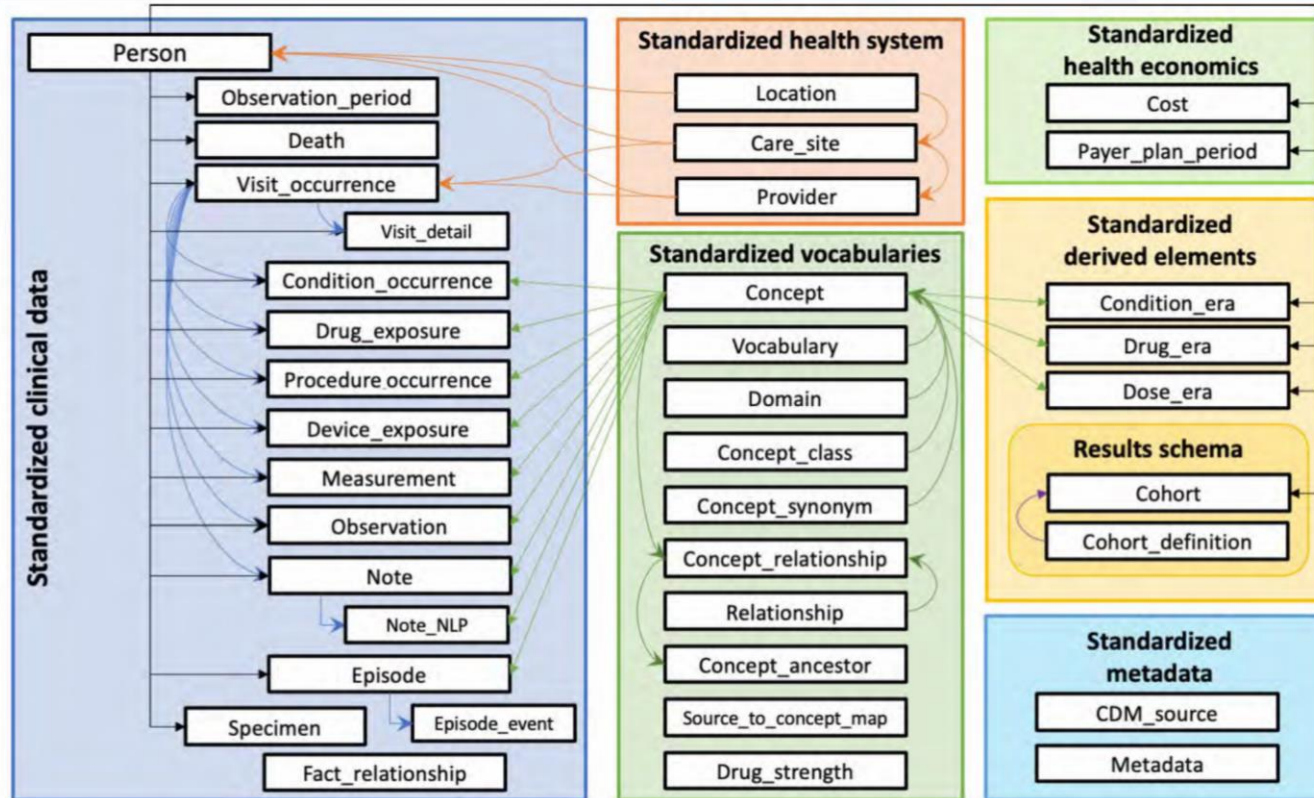 Standardized clinical data
Person
Observation_period
Death
Visit_occurrence
Visit_detail
Condition_occurrence
Drug_exposure
Procedure_occurrence
Device_exposure
Measurement
Observation
Note
Note_NLP
Episode
Specimen
Episode_event
Fact_relationship
Standardized health system
Location
Care_site
Provider
Standardized vocabularies
Concept
Vocabulary
Domain
Concept_class
Concept_synonym
Concept_relationship
Relationship
Concept_ancestor
Source_to_concept_map
Drug_strength
Standardized
health economics
Cost
Payer_plan_period
Standardized
derived elements
Condition_era
Drug_era
Dose_era
Results schema
Cohort
Cohort_definition
Standardized
metadata
CDM_source
Metadata